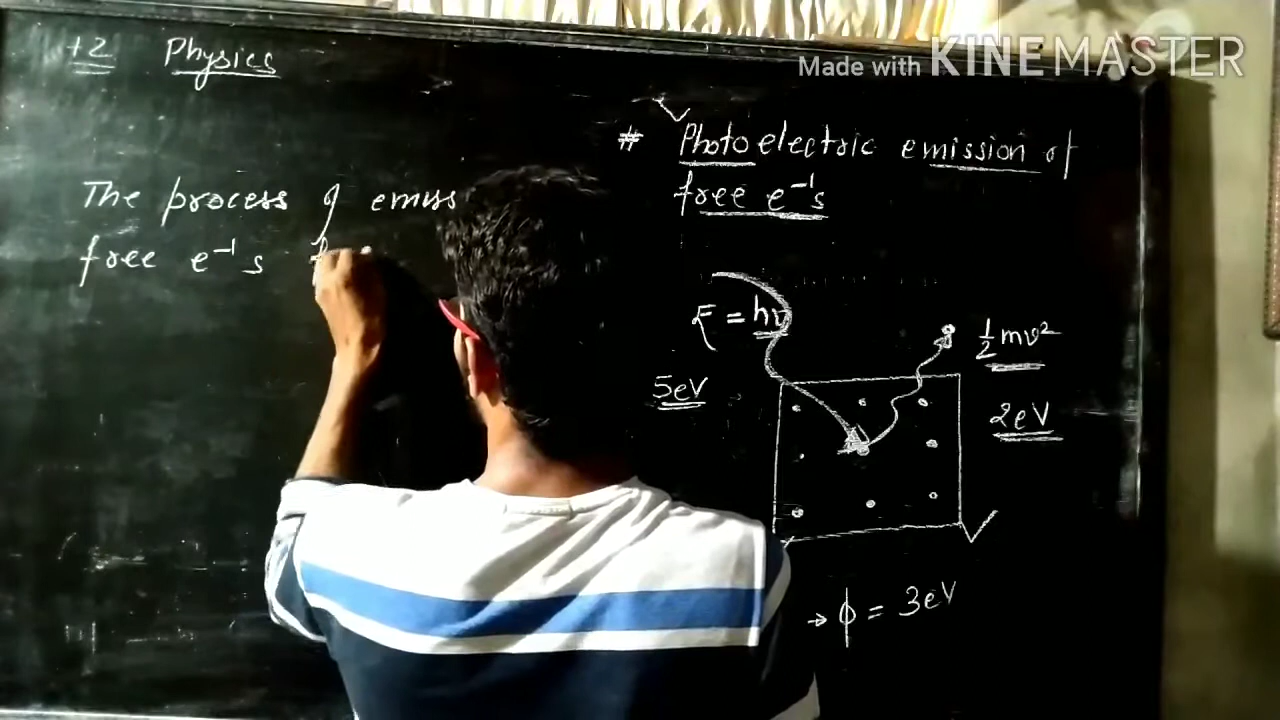 +2 Physics
The process of emiss
free e⁻¹s
# Photoelectric emission of
free e⁻¹s
E = hν
5eV
½mv²
2eV
→ φ = 3eV
Made with KINEMASTER